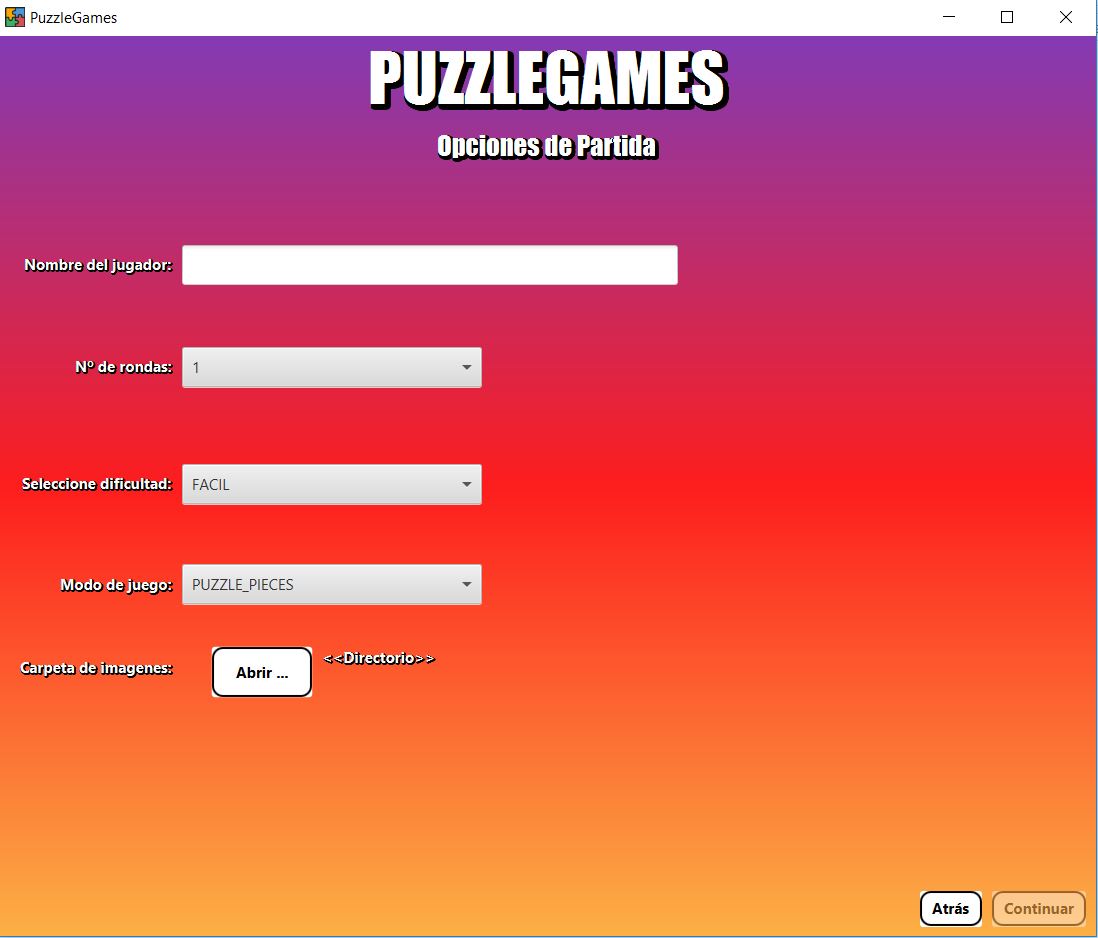 PuzzleGames
PUZZLEGAMES
Opciones de Partida
Nombre del jugador:
Nº de rondas: 1
Seleccione dificultad: FACIL
Modo de juego: PUZZLE_PIECES
Carpeta de imagenes: Abrir ... <<Directorio>>
Atrás Continuar